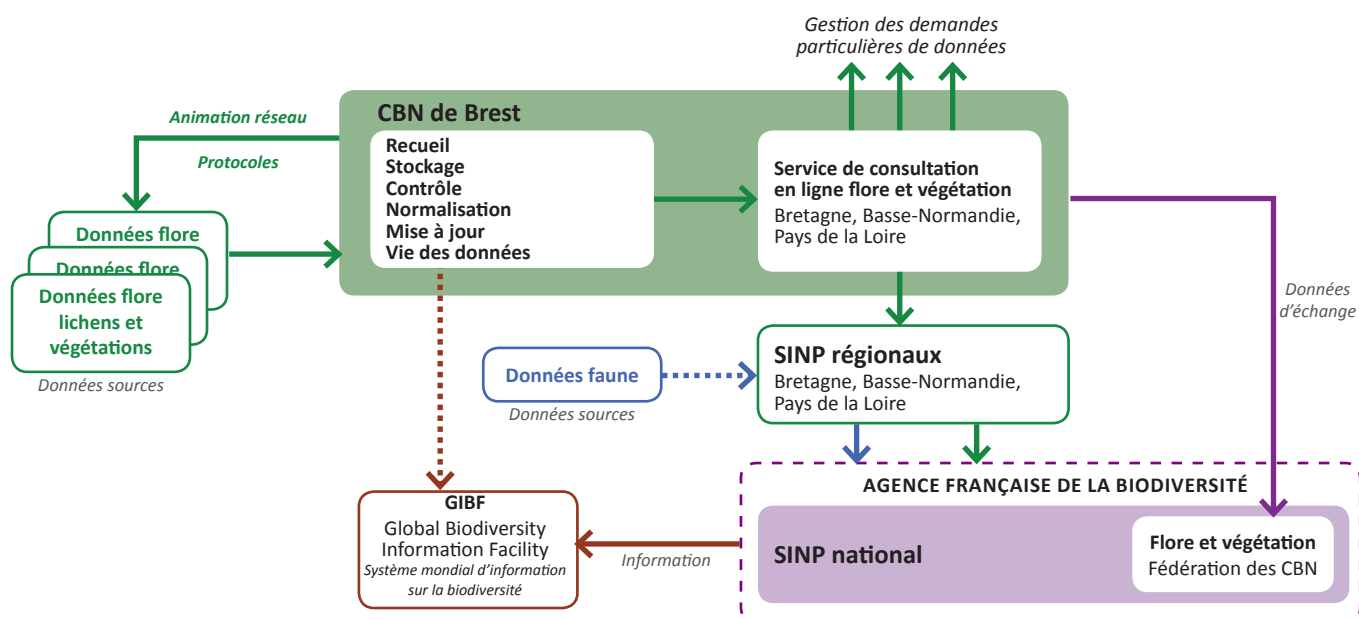 Gestion des demandes
particulières de données
CBN de Brest
Animation réseau
Protocoles
Recueil
Stockage
Contrôle
Normalisation
Mise à jour
Vie des données
Service de consultation
en ligne flore et végétation
Bretagne, Basse-Normandie,
Pays de la Loire
Données flore
Données flore
Données flore
lichens et
végétations
Données sources
Données
d'échange
SINP régionaux
Bretagne, Basse-Normandie,
Pays de la Loire
Données faune
Données sources
AGENCE FRANÇAISE DE LA BIODIVERSITÉ
GIBF
Global Biodiversity
Information Facility
Système mondial d'information
sur la biodiversité
Information
SINP national
Flore et végétation
Fédération des CBN